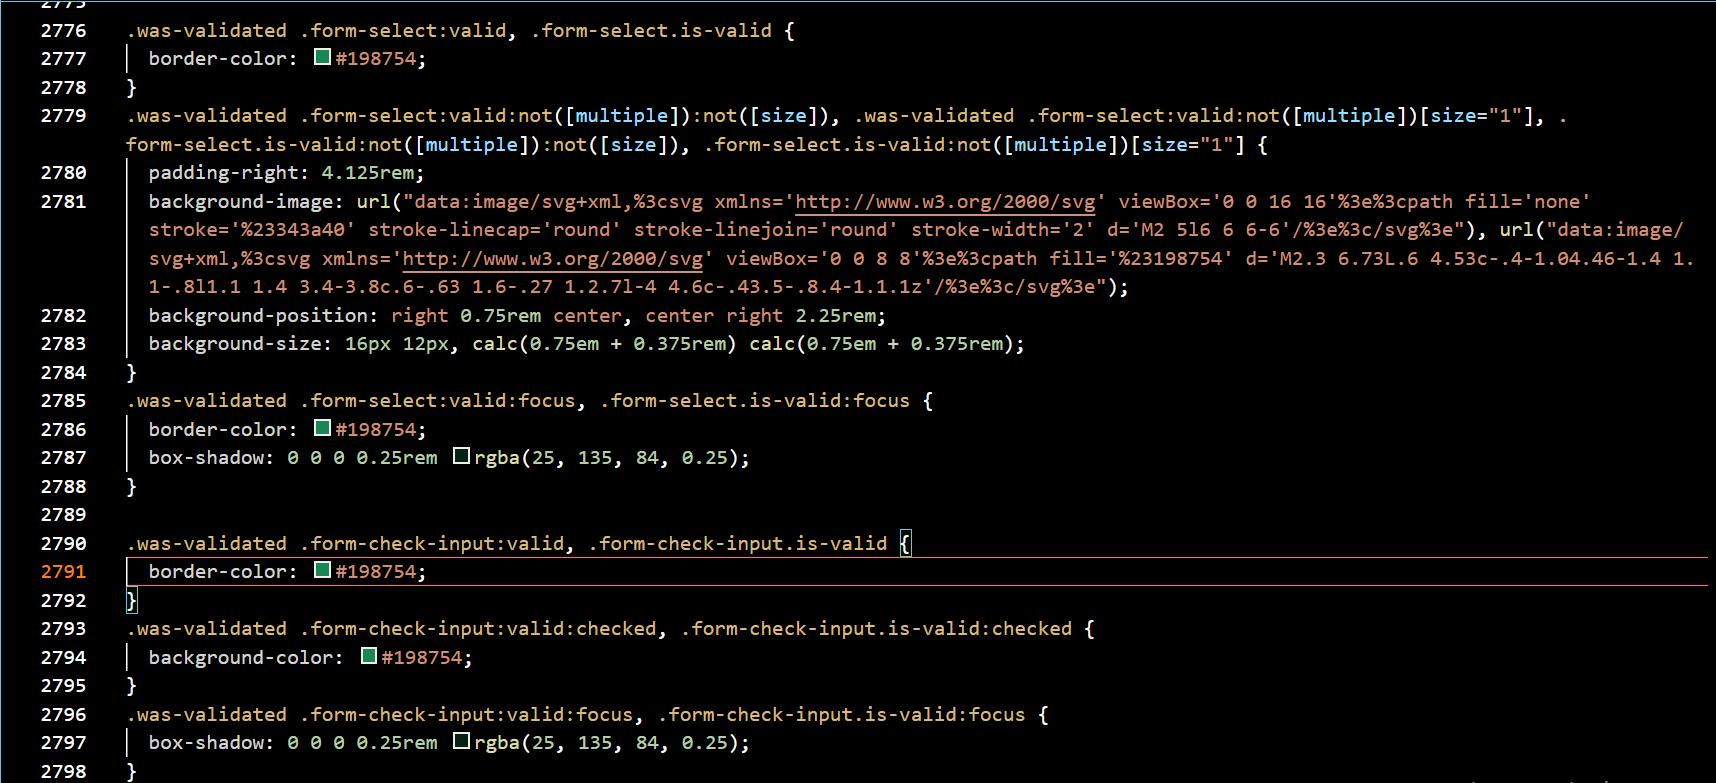 2775
2776 .was-validated .form-select:valid, .form-select.is-valid {
2777 border-color: #198754;
2778 }
2779 .was-validated .form-select:valid:not([multiple]):not([size]), .was-validated .form-select:valid:not([multiple])[size="1"], .
form-select.is-valid:not([multiple]):not([size]), .form-select.is-valid:not([multiple])[size="1"] {
2780 padding-right: 4.125rem;
2781 background-image: url("data:image/svg+xml,%3csvg xmlns='http://www.w3.org/2000/svg' viewBox='0 0 16 16'%3e%3cpath fill='none'
stroke='%23343a40' stroke-linecap='round' stroke-linejoin='round' stroke-width='2' d='M2 5l6 6 6-6'/%3e%3c/svg%3e"), url("data:image/
svg+xml,%3csvg xmlns='http://www.w3.org/2000/svg' viewBox='0 0 8 8'%3e%3cpath fill='%23198754' d='M2.3 6.73L.6 4.53c-.4-1.04.46-1.4 1.
1-.8l1.1 1.4 3.4-3.8c.6-.63 1.6-.27 1.2.7l-4 4.6c-.43.5-.8.4-1.1.1z'/%3e%3c/svg%3e");
2782 background-position: right 0.75rem center, center right 2.25rem;
2783 background-size: 16px 12px, calc(0.75em + 0.375rem) calc(0.75em + 0.375rem);
2784 }
2785 .was-validated .form-select:valid:focus, .form-select.is-valid:focus {
2786 border-color: #198754;
2787 box-shadow: 0 0 0 0.25rem rgba(25, 135, 84, 0.25);
2788 }
2789
2790 .was-validated .form-check-input:valid, .form-check-input.is-valid {
2791 border-color: #198754;
2792 }
2793 .was-validated .form-check-input:valid:checked, .form-check-input.is-valid:checked {
2794 background-color: #198754;
2795 }
2796 .was-validated .form-check-input:valid:focus, .form-check-input.is-valid:focus {
2797 box-shadow: 0 0 0 0.25rem rgba(25, 135, 84, 0.25);
2798 }